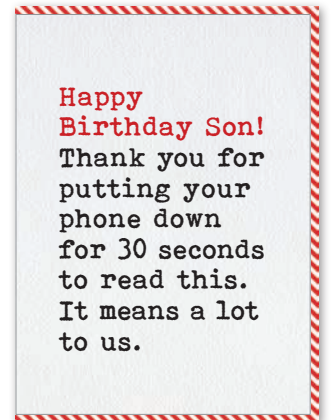 Happy
Birthday Son!
Thank you for
putting your
phone down
for 30 seconds
to read this.
It means a lot
to us.